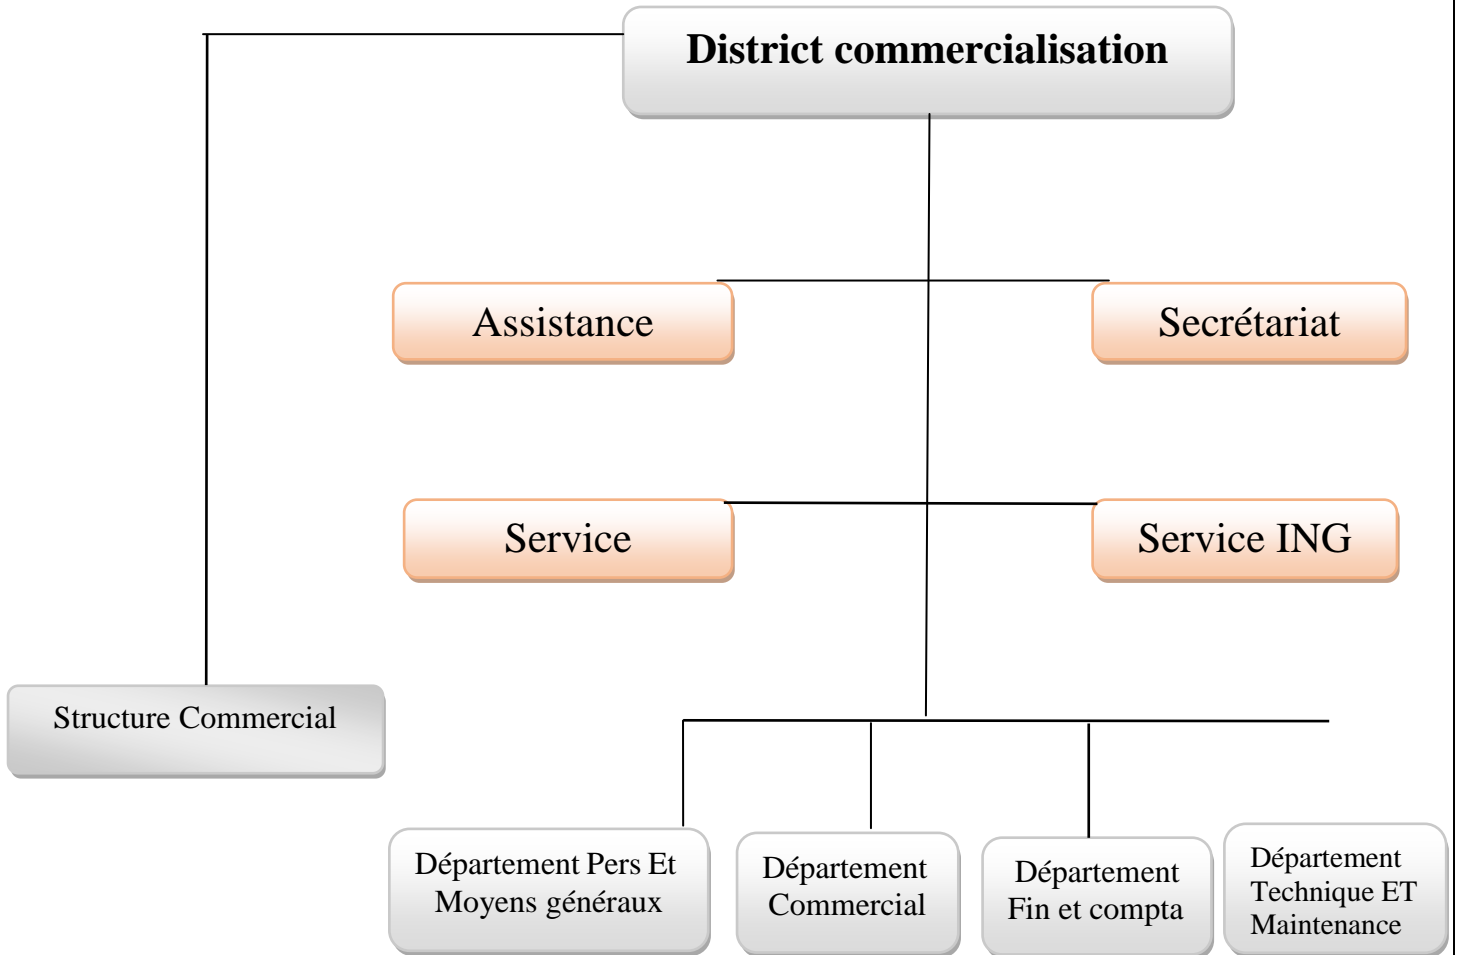 District commercialisation
Assistance
Secrétariat
Service
Service ING
Structure Commercial
Département Pers Et
Moyens généraux
Département
Commercial
Département
Fin et compta
Département
Technique ET
Maintenance